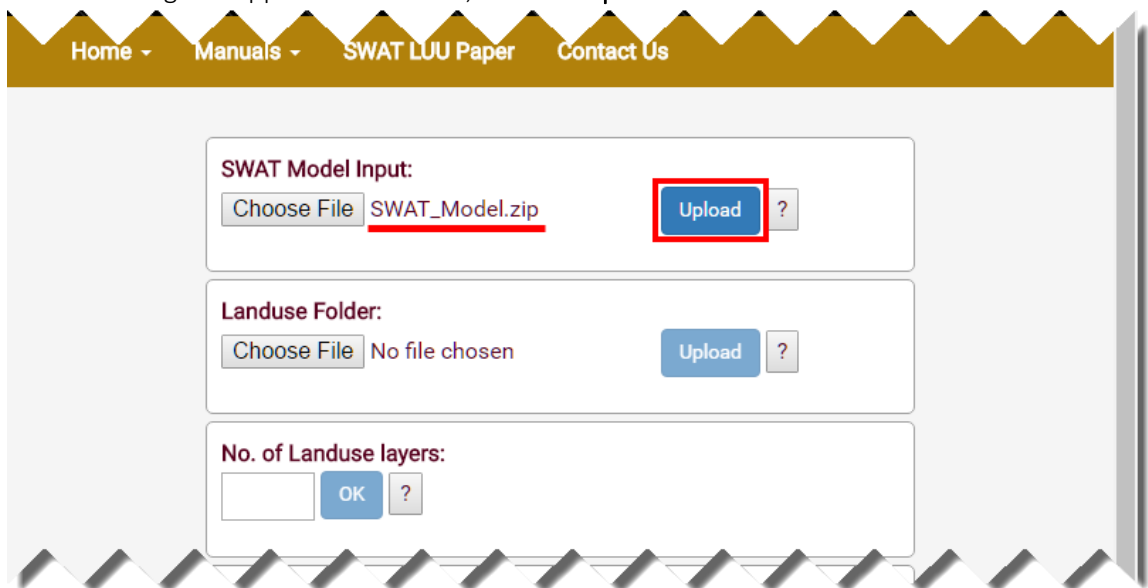 Home Manuals SWAT LUU Paper Contact Us
SWAT Model Input:
Choose File SWAT_Model.zip Upload ?
Landuse Folder:
Choose File No file chosen Upload ?
No. of Landuse layers:
OK ?